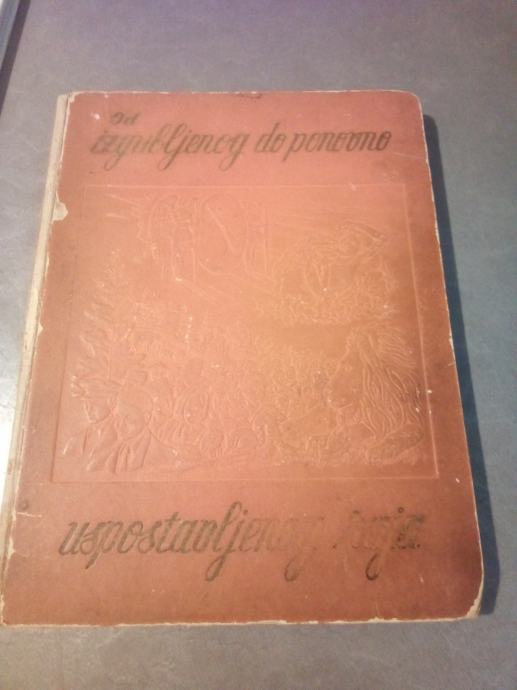 Od
izgubljenog do ponovno
uspostavljenog raja